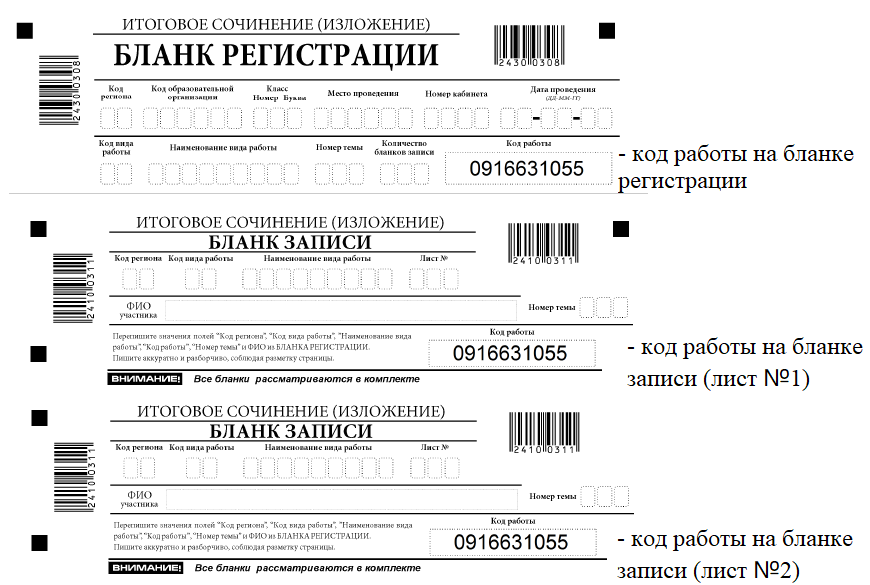 ИТОГОВОЕ СОЧИНЕНИЕ (ИЗЛОЖЕНИЕ)
БЛАНК РЕГИСТРАЦИИ
24300308
24300308
Код региона
Код образовательной организации
Класс
Номер Буква
Место проведения
Номер кабинета
Дата проведения
(ДД-ММ-ГГ)
Код вида работы
Наименование вида работы
Номер темы
Количество бланков записи
Код работы
0916631055
- код работы на бланке
регистрации
ИТОГОВОЕ СОЧИНЕНИЕ (ИЗЛОЖЕНИЕ)
БЛАНК ЗАПИСИ
24100311
24100311
Код региона Код вида работы Наименование вида работы Лист №
ФИО
участника
Номер темы
Перепишите значения полей "Код региона", "Код вида работы", "Наименование вида
работы", "Код работы", "Номер темы" и ФИО из БЛАНКА РЕГИСТРАЦИИ.
Пишите аккуратно и разборчиво, соблюдая разметку страницы.
Код работы
0916631055
ВНИМАНИЕ! Все бланки рассматриваются в комплекте
- код работы на бланке
записи (лист №1)
ИТОГОВОЕ СОЧИНЕНИЕ (ИЗЛОЖЕНИЕ)
БЛАНК ЗАПИСИ
24100311
24100311
Код региона Код вида работы Наименование вида работы Лист №
ФИО
участника
Номер темы
Перепишите значения полей "Код региона", "Код вида работы", "Наименование вида
работы", "Код работы", "Номер темы" и ФИО из БЛАНКА РЕГИСТРАЦИИ.
Пишите аккуратно и разборчиво, соблюдая разметку страницы.
Код работы
0916631055
ВНИМАНИЕ! Все бланки рассматриваются в комплекте
- код работы на бланке
записи (лист №2)